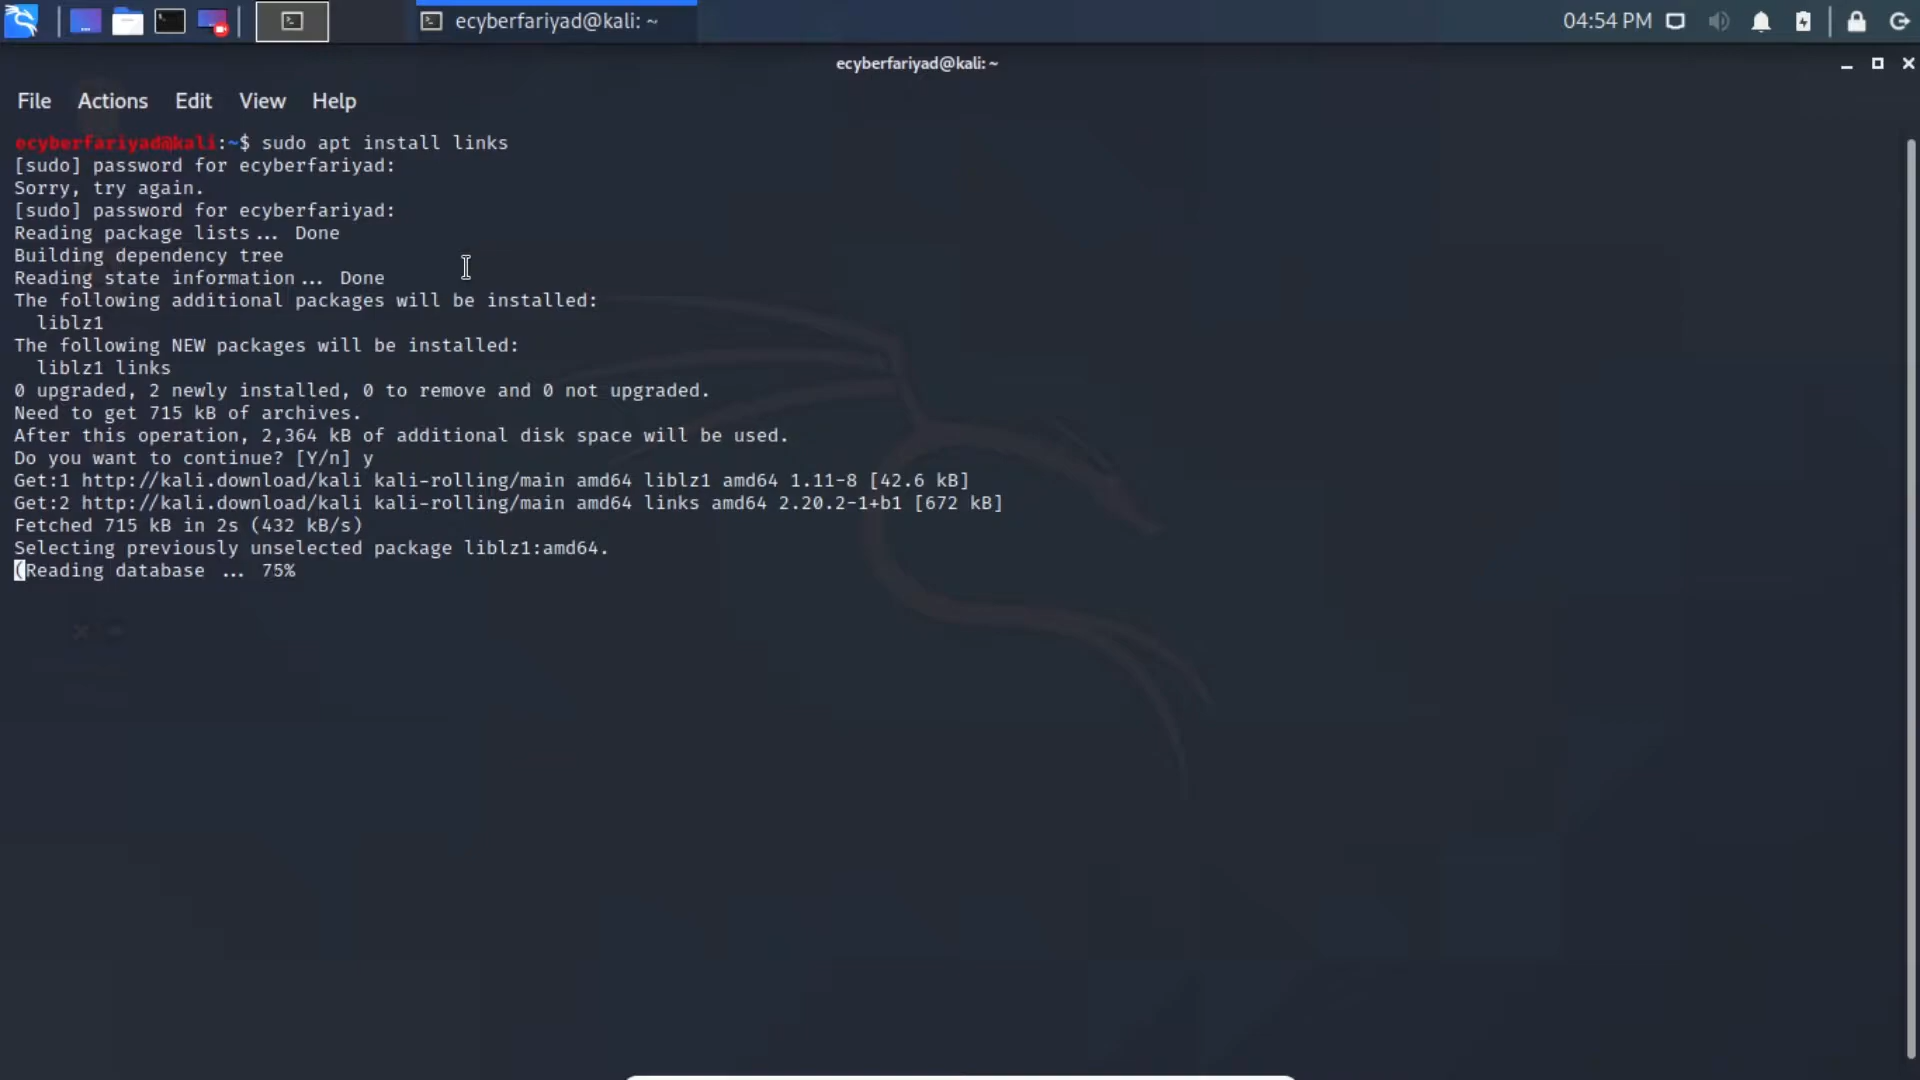 ecyberfariyad@kali: ~
04:54 PM
ecyberfariyad@kali: ~
File Actions Edit View Help
ecyberfariyad@kali:~$ sudo apt install links
[sudo] password for ecyberfariyad:
Sorry, try again.
[sudo] password for ecyberfariyad:
Reading package lists... Done
Building dependency tree
Reading state information... Done
The following additional packages will be installed:
  liblz1
The following NEW packages will be installed:
  liblz1 links
0 upgraded, 2 newly installed, 0 to remove and 0 not upgraded.
Need to get 715 kB of archives.
After this operation, 2,364 kB of additional disk space will be used.
Do you want to continue? [Y/n] y
Get:1 http://kali.download/kali kali-rolling/main amd64 liblz1 amd64 1.11-8 [42.6 kB]
Get:2 http://kali.download/kali kali-rolling/main amd64 links amd64 2.20.2-1+b1 [672 kB]
Fetched 715 kB in 2s (432 kB/s)
Selecting previously unselected package liblz1:amd64.
(Reading database ... 75%